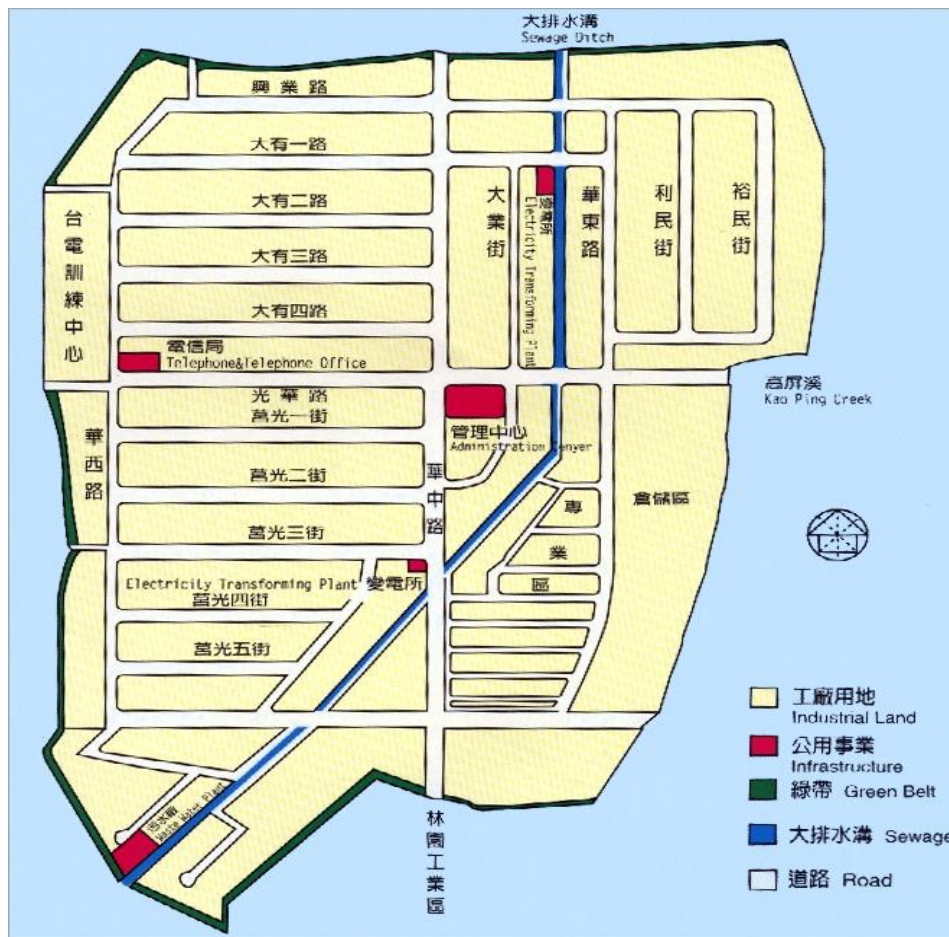 大排水溝
Sewage Ditch
興業路
大有一路
大有二路
大有三路
大有四路
台電訓練中心
電信局
Telephone&Telephone Office
大業街
變電所
Electricity Transforming Plant
華東路
利民街
裕民街
高屏溪
Kao Ping Creek
光華路
莒光一街
管理中心
Administration Cenyer
華西路
莒光二街
華中路
倉儲區
莒光三街
專業區
Electricity Transforming Plant 變電所
莒光四街
莒光五街
污水廠
Waste Water Plant
林園工業區
工廠用地
Industrial Land
公用事業
Infrastructure
綠帶 Green Belt
大排水溝 Sewage
道路 Road